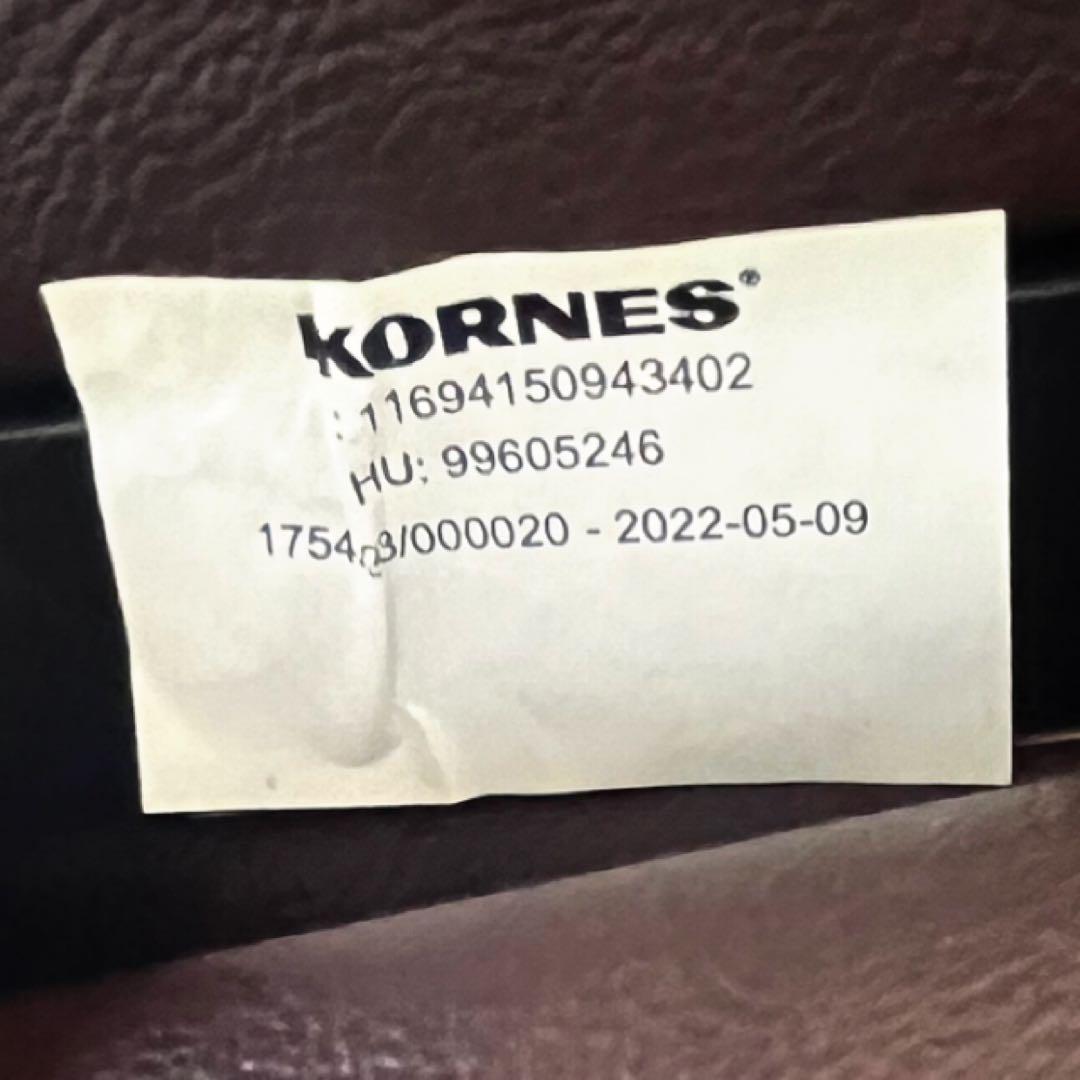 KORNES®
: 11694150943402
HU: 99605246
- 2022-05-09